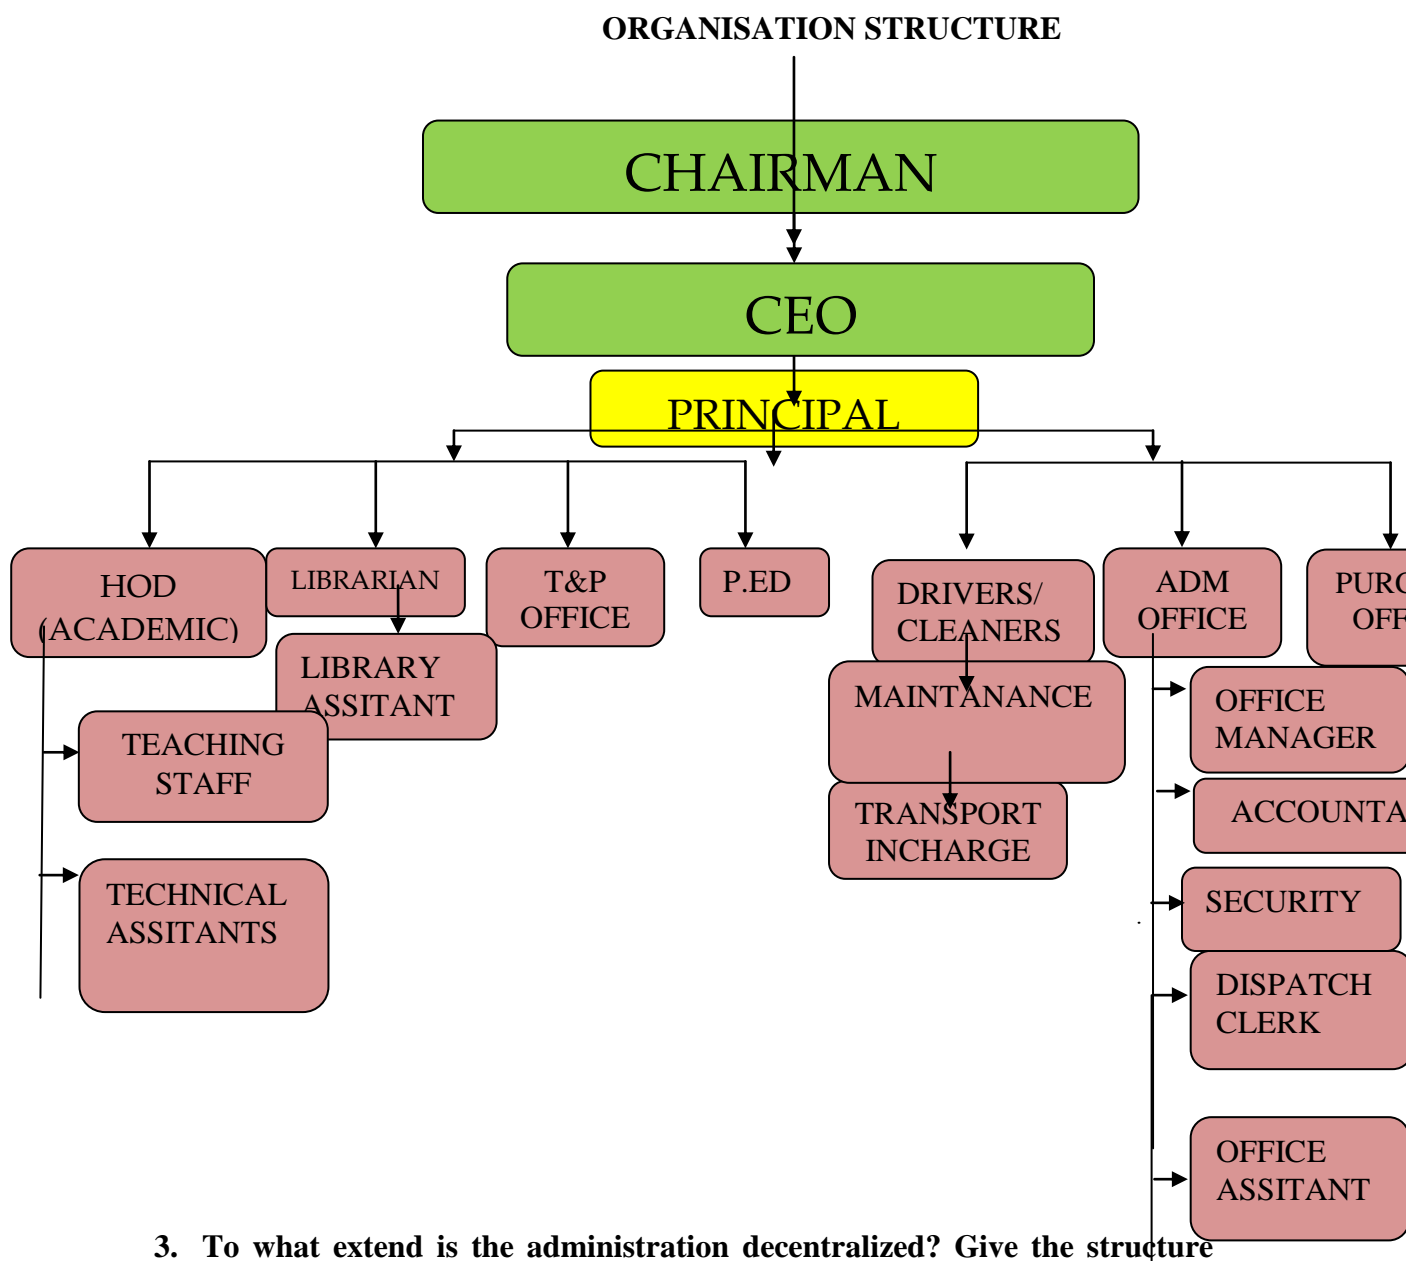 ORGANISATION STRUCTURE
CHAIRMAN
CEO
PRINCIPAL
HOD
(ACADEMIC)
LIBRARIAN
T&P
OFFICE
P.ED
DRIVERS/
CLEANERS
ADM
OFFICE
LIBRARY
ASSITANT
MAINTANANCE
OFFICE
MANAGER
TEACHING
STAFF
TRANSPORT
INCHARGE
TECHNICAL
ASSITANTS
SECURITY
DISPATCH
CLERK
OFFICE
ASSITANT
3. To what extend is the administration decentralized? Give the structure